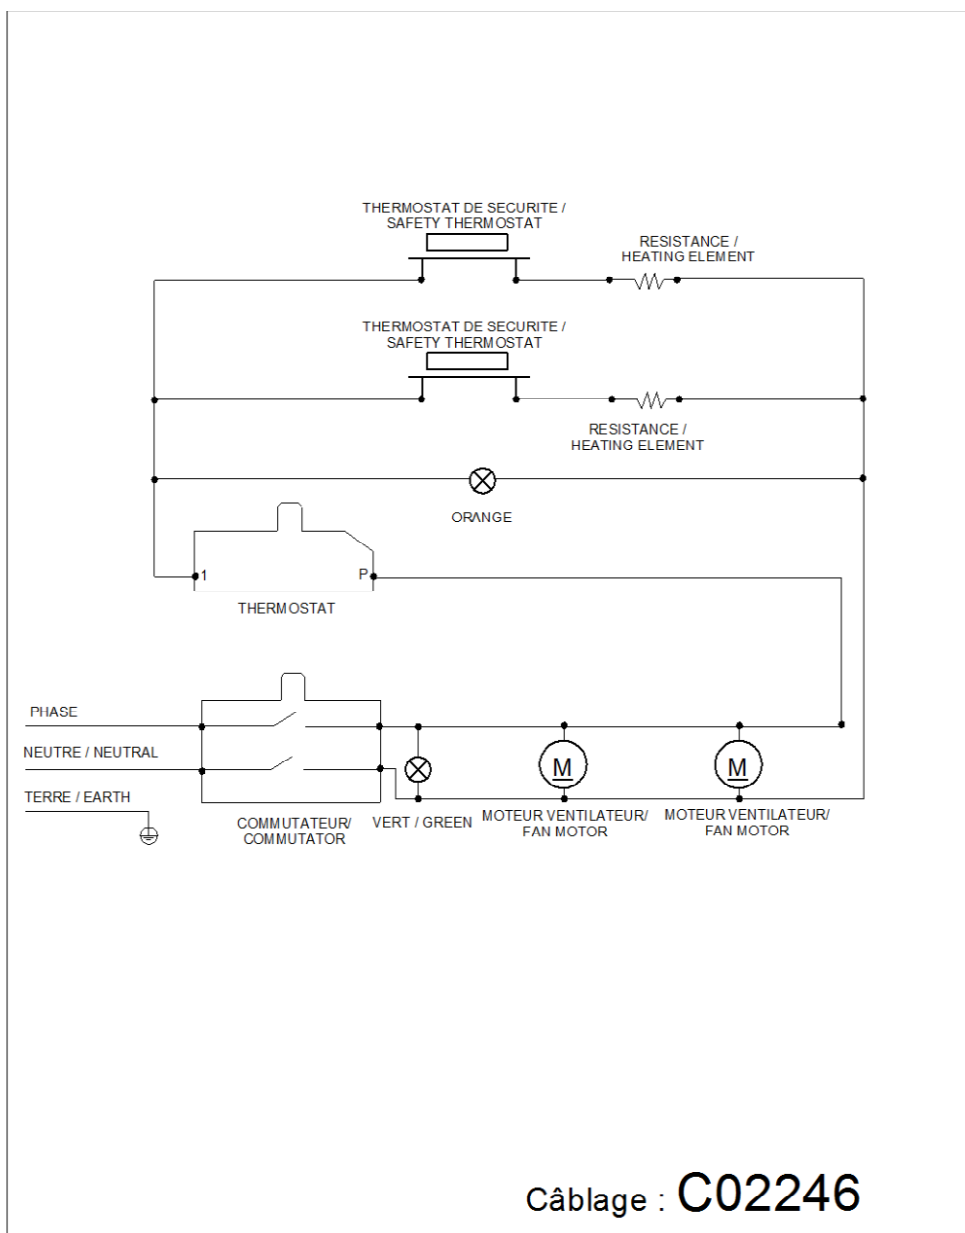 THERMOSTAT DE SECURITE /
SAFETY THERMOSTAT
RESISTANCE /
HEATING ELEMENT
THERMOSTAT DE SECURITE /
SAFETY THERMOSTAT
RESISTANCE /
HEATING ELEMENT
ORANGE
1
P
THERMOSTAT
PHASE
NEUTRE / NEUTRAL
TERRE / EARTH
M
M
COMMUTATEUR/
COMMUTATOR
VERT / GREEN
MOTEUR VENTILATEUR/
FAN MOTOR
MOTEUR VENTILATEUR/
FAN MOTOR
Câblage : C02246